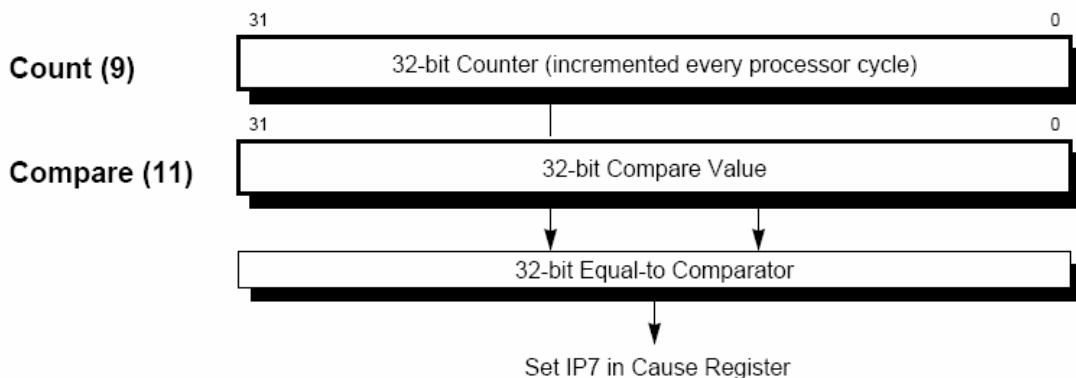 31 0
Count (9) 32-bit Counter (incremented every processor cycle)
31 0
Compare (11) 32-bit Compare Value
32-bit Equal-to Comparator
Set IP7 in Cause Register